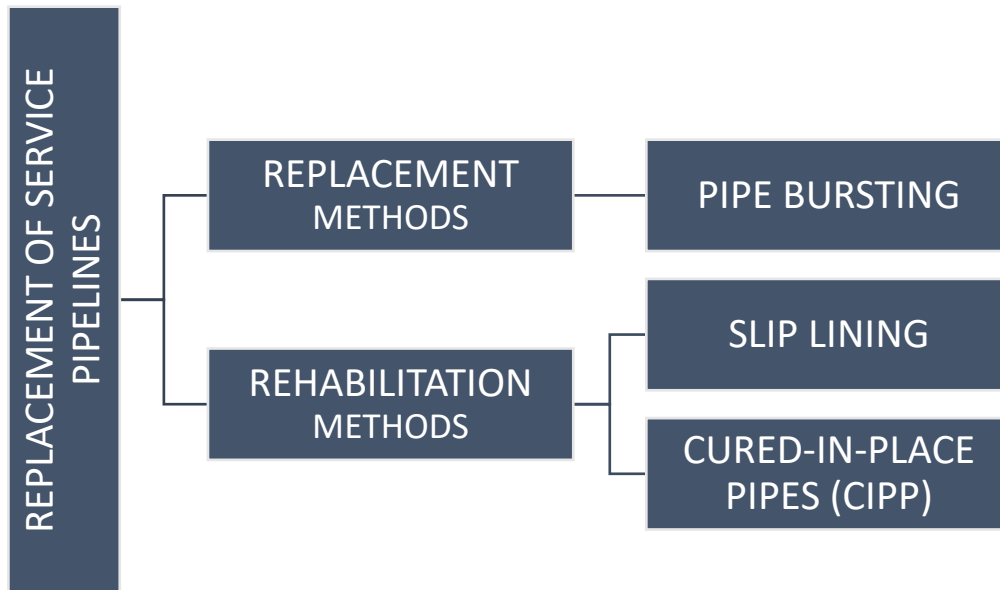 REPLACEMENT OF SERVICE
PIPELINES
REPLACEMENT
METHODS
PIPE BURSTING
REHABILITATION
METHODS
SLIP LINING
CURED-IN-PLACE
PIPES (CIPP)